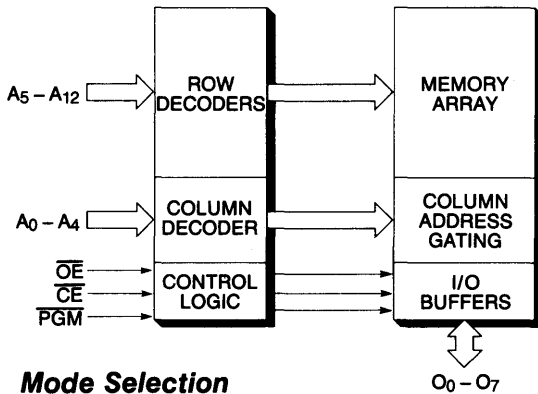 A5 – A12
ROW
DECODERS
MEMORY
ARRAY
A0 – A4
COLUMN
DECODER
COLUMN
ADDRESS
GATING
OE
CE
PGM
CONTROL
LOGIC
I/O
BUFFERS
Mode Selection
O0 – O7